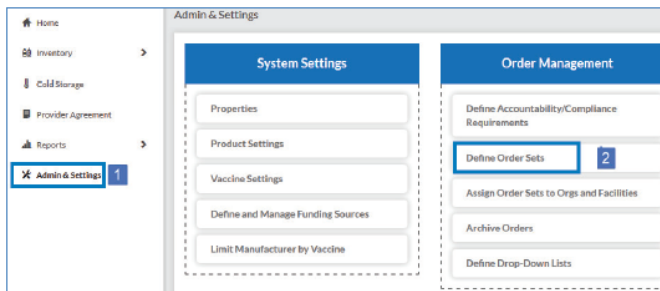 Admin & Settings
Home
Inventory
Cold Storage
Provider Agreement
Reports
Admin & Settings 1
System Settings
Properties
Product Settings
Vaccine Settings
Define and Manage Funding Sources
Limit Manufacturer by Vaccine
Order Management
Define Accountability/Compliance
Requirements
Define Order Sets 2
Assign Order Sets to Orgs and Facilities
Archive Orders
Define Drop-Down Lists